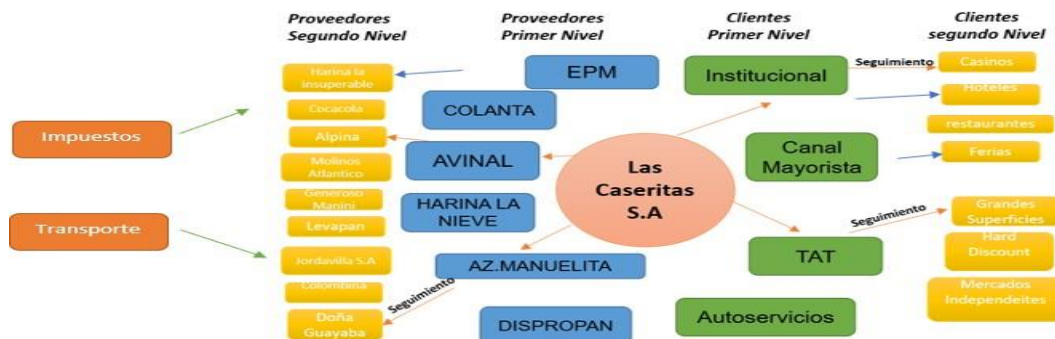 Proveedores
Segundo Nivel
Proveedores
Primer Nivel
Clientes
Primer Nivel
Clientes
segundo Nivel
Impuestos
Transporte
Harina la
Insuperable
Cocacola
Alpina
Molinos
Atlantico
Generoso
Manini
Levapan
Jordavilla S.A
Colombina
Doña
Guayaba
Seguimiento
EPM
COLANTA
AVINAL
HARINA LA
NIEVE
AZ.MANUELITA
DISPROPAN
Las
Caseritas
S.A
Institucional
Canal
Mayorista
TAT
Autoservicios
Seguimiento
Casinos
Hoteles
restaurantes
Ferias
Seguimiento
Grandes
Superficies
Hard
Discount
Mercados
Independeites